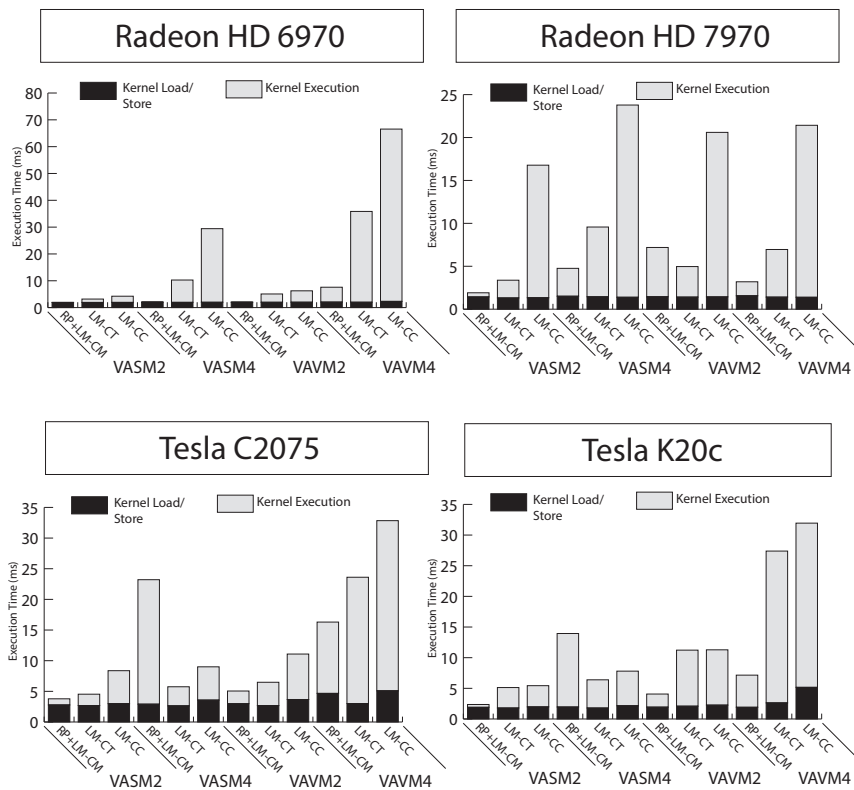 Radeon HD 6970
Radeon HD 7970
Kernel Load/
Store
Kernel Execution
Execution Time (ms)
80
70
60
50
40
30
20
10
0
RP+LM-CM
LM-CT
LM-CC
RP+LM-CM
LM-CT
LM-CC
RP+LM-CM
LM-CT
LM-CC
RP+LM-CM
LM-CT
LM-CC
VASM2
VASM4
VAVM2
VAVM4
Kernel Load/
Store
Kernel Execution
Execution Time (ms)
25
20
15
10
5
0
RP+LM-CM
LM-CT
LM-CC
RP+LM-CM
LM-CT
LM-CC
RP+LM-CM
LM-CT
LM-CC
RP+LM-CM
LM-CT
LM-CC
VASM2
VASM4
VAVM2
VAVM4
Tesla C2075
Tesla K20c
Kernel Load/
Store
Kernel Execution
Execution Time (ms)
35
30
25
20
15
10
5
0
RP+LM-CM
LM-CT
LM-CC
RP+LM-CM
LM-CT
LM-CC
RP+LM-CM
LM-CT
LM-CC
RP+LM-CM
LM-CT
LM-CC
VASM2
VASM4
VAVM2
VAVM4
Kernel Load/
Store
Kernel Execution
Execution Time (ms)
35
30
25
20
15
10
5
0
RP+LM-CM
LM-CT
LM-CC
RP+LM-CM
LM-CT
LM-CC
RP+LM-CM
LM-CT
LM-CC
RP+LM-CM
LM-CT
LM-CC
VASM2
VASM4
VAVM2
VAVM4